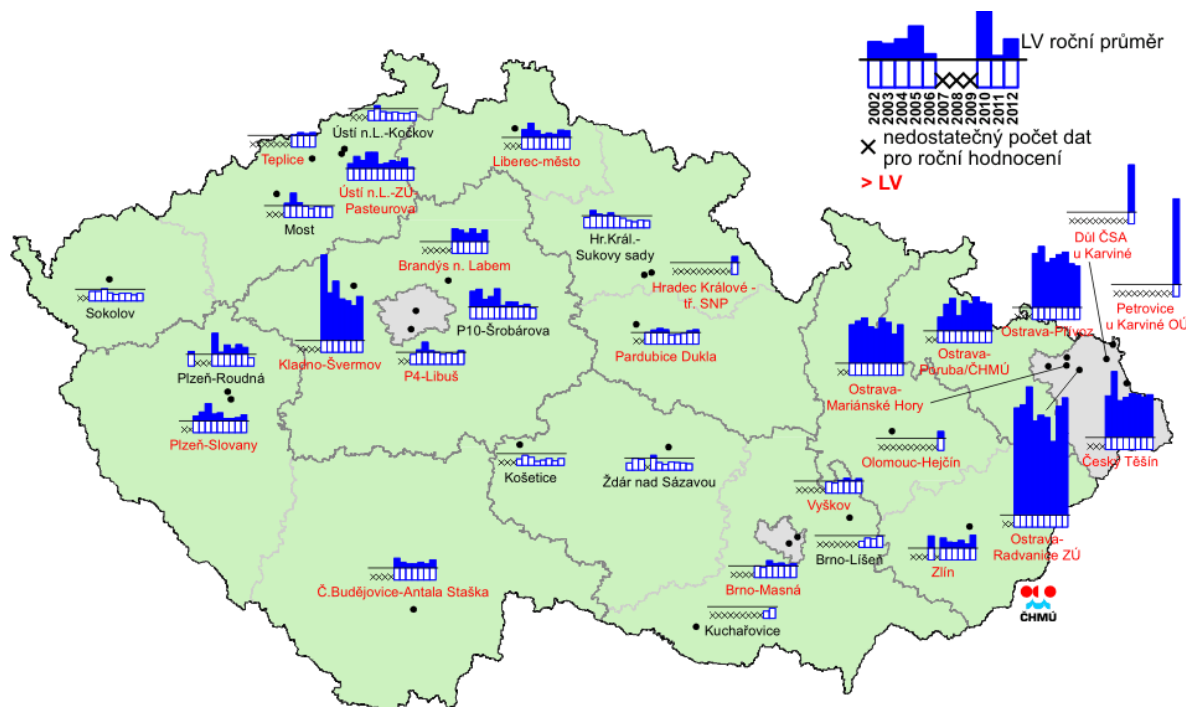 LV roční průměr
2002
2003
2004
2005
2006
2007
2008
2009
2010
2011
2012
nedostatečný počet dat
pro roční hodnocení
> LV
Ústí n.L.-Kočkov
Teplice
Liberec-město
Ústí n.L.-ZÚ
Pasteurova
Most
Hr.Král.-
Sukovy sady
Důl ČSA
u Karviné
Brandýs n. Labem
Hradec Králové -
tř. SNP
Petrovice
u Karviné OÚ
Sokolov
P10-Šrobárova
Ostrava-Přívoz
Plzeň-Roudná
Kladno-Švermov
P4-Libuš
Pardubice Dukla
Ostrava-
Poruba/ČHMÚ
Ostrava-
Mariánské Hory
Plzeň-Slovany
Košetice
Ždár nad Sázavou
Olomouc-Hejčín
Český Těšín
Vyškov
Brno-Líšeň
Zlín
Ostrava-
Radvanice ZÚ
Č.Budějovice-Antala Staška
Brno-Masná
Kuchařovice
ČHMÚ